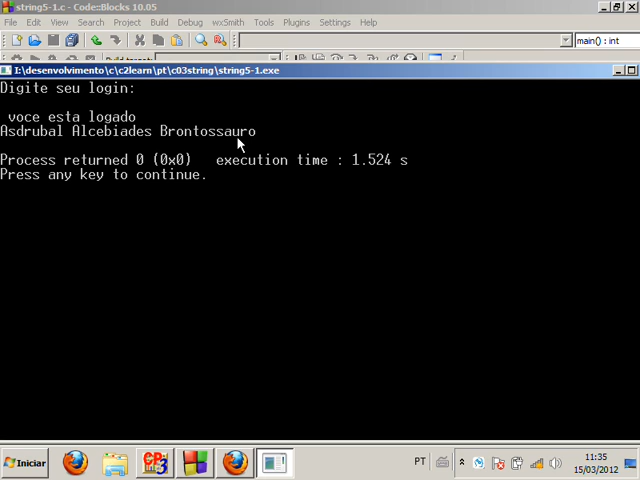 string5-1.c - Code::Blocks 10.05
File Edit View Search Project Build Debug wxSmith Tools Plugins Settings Help
main() : int
Build target:
I:\desenvolvimento\c\c2learn\pt\c03string\string5-1.exe
Digite seu login:
voce esta logado
Asdrubal Alcebiades Brontossauro
Process returned 0 (0x0) execution time : 1.524 s
Press any key to continue.
Iniciar
PT
11:35
15/03/2012